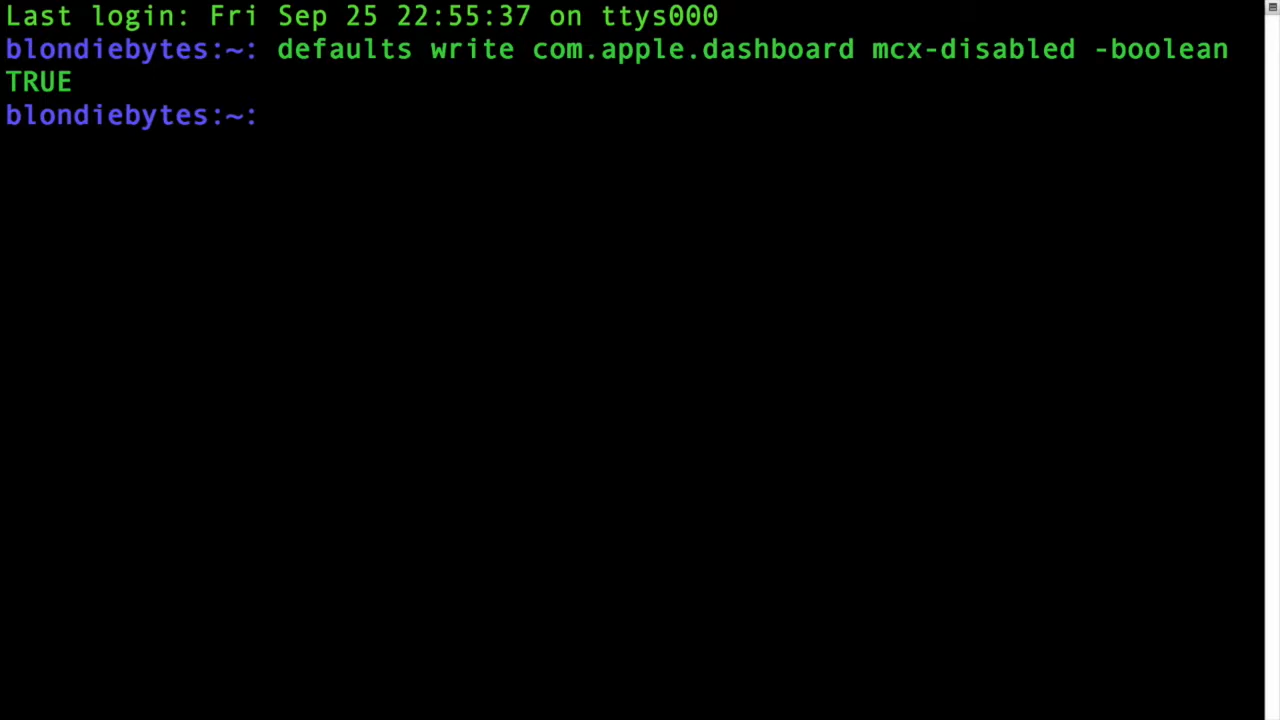 Last login: Fri Sep 25 22:55:37 on ttys000
blondiebytes:~: defaults write com.apple.dashboard mcx-disabled -boolean
TRUE
blondiebytes:~: